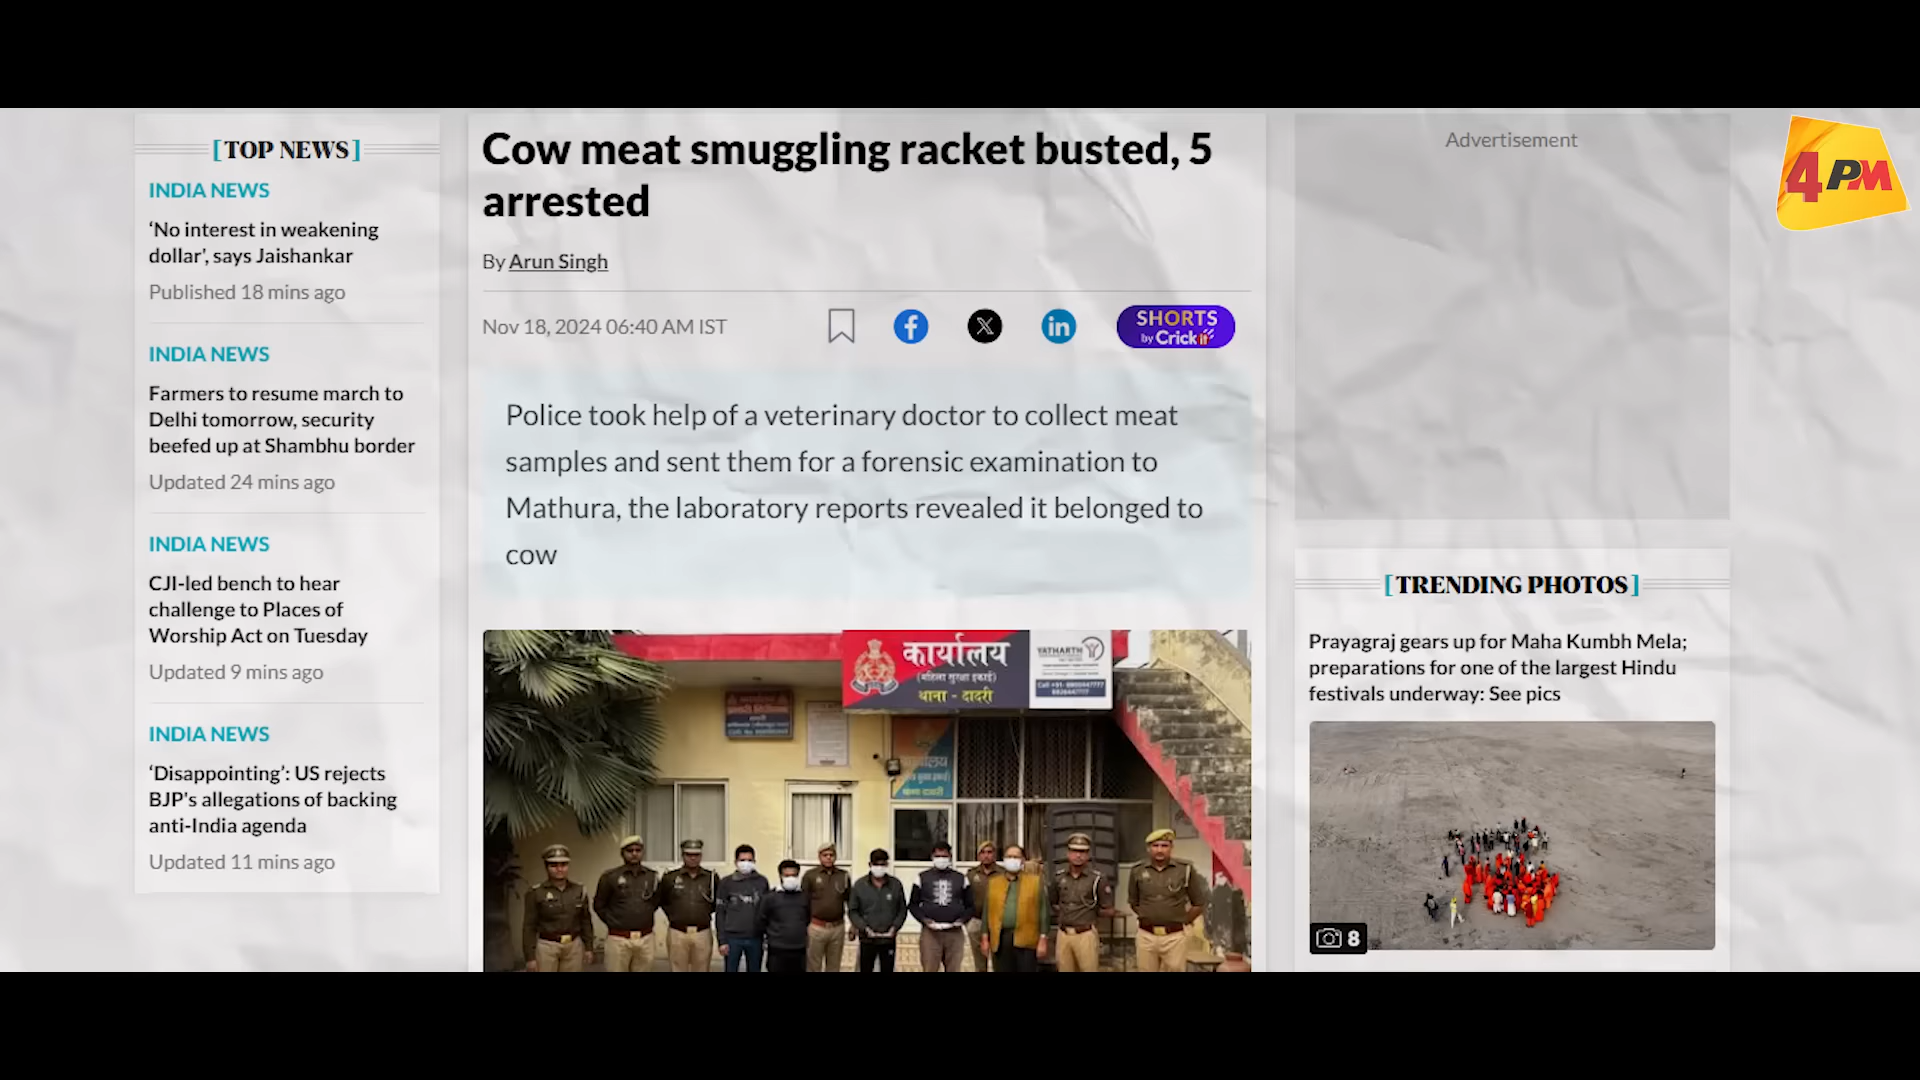 [TOP NEWS]
INDIA NEWS
‘No interest in weakening
dollar', says Jaishankar
Published 18 mins ago
INDIA NEWS
Farmers to resume march to
Delhi tomorrow, security
beefed up at Shambhu border
Updated 24 mins ago
INDIA NEWS
CJI-led bench to hear
challenge to Places of
Worship Act on Tuesday
Updated 9 mins ago
INDIA NEWS
‘Disappointing’: US rejects
BJP's allegations of backing
anti-India agenda
Updated 11 mins ago
Cow meat smuggling racket busted, 5
arrested
By Arun Singh
Nov 18, 2024 06:40 AM IST
SHORTS
by Crickit
Police took help of a veterinary doctor to collect meat
samples and sent them for a forensic examination to
Mathura, the laboratory reports revealed it belonged to
cow
कार्यालय
(महिला सुरक्षा इकाई)
थाना - दादरी
YATHARTH
Advertisement
4PM
[TRENDING PHOTOS]
Prayagraj gears up for Maha Kumbh Mela;
preparations for one of the largest Hindu
festivals underway: See pics
8